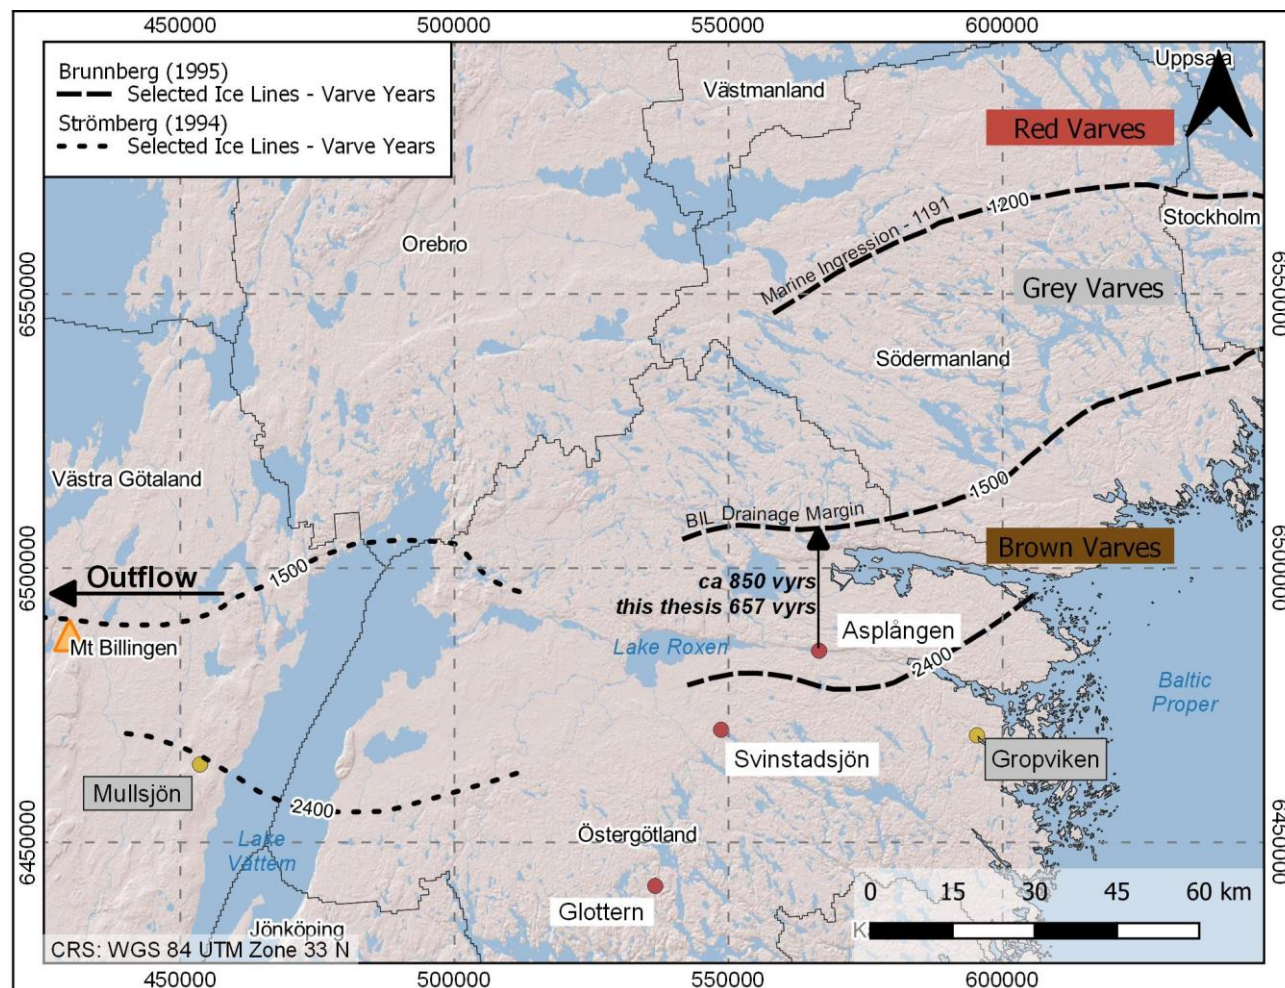 450000 500000 550000 600000
Brunnberg (1995)
Selected Ice Lines - Varve Years
Strömberg (1994)
Selected Ice Lines - Varve Years
Uppsala
Västmanland
Red Varves
1200
Stockholm
Marine Ingression - 1191
Orebro
6550000
6550000
Grey Varves
Södermanland
Västra Götaland
1500
BIL Drainage Margin
Brown Varves
6500000
6500000
1500
Outflow
ca 850 vyrs
this thesis 657 vyrs
Asplången
Mt Billingen
Lake Roxen
2400
Baltic
Proper
Svinstadsjön
Gropviken
Mullsjön
2400
Östergötland
Lake
Vättern
6450000
6450000
Glottern
0 15 30 45 60 km
Jönköping
CRS: WGS 84 UTM Zone 33 N
450000 500000 550000 600000